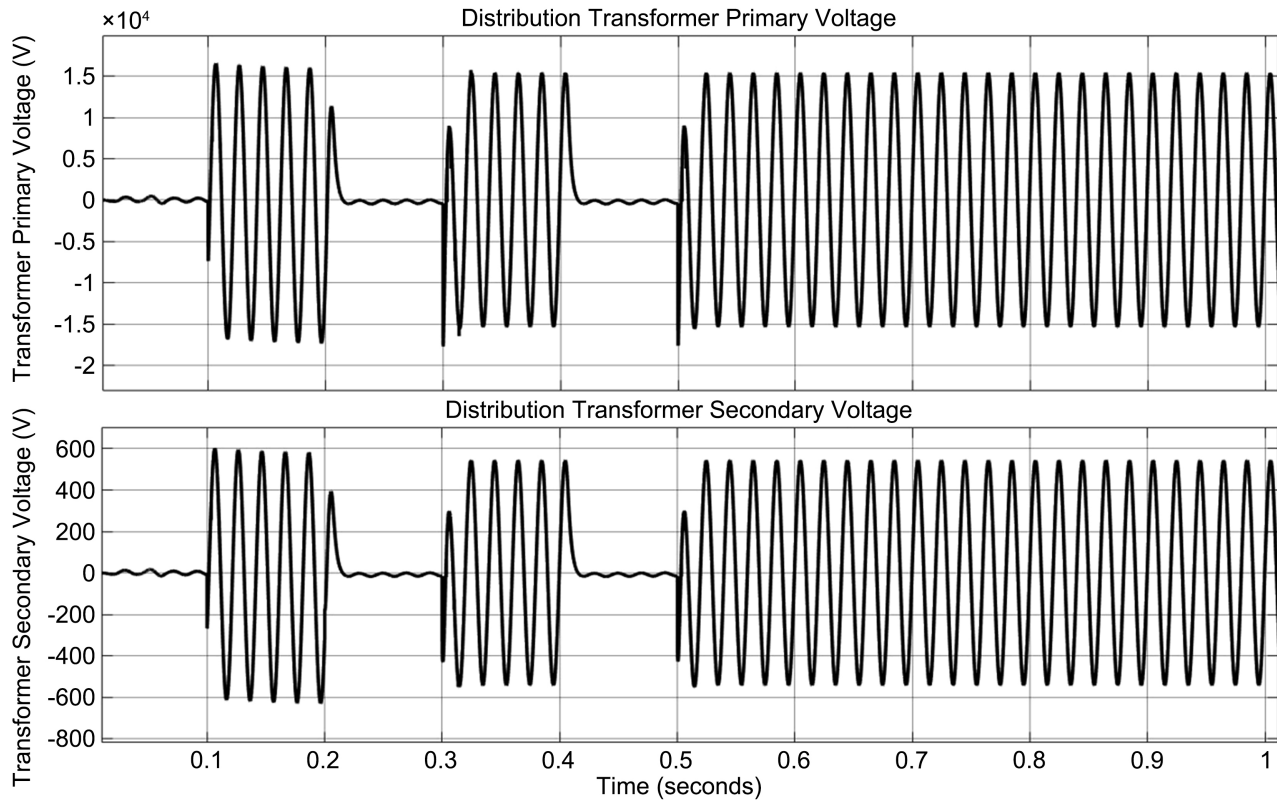 Distribution Transformer Primary Voltage
×10⁴
Transformer Primary Voltage (V)
1.5
1
0.5
0
-0.5
-1
-1.5
-2
Distribution Transformer Secondary Voltage
Transformer Secondary Voltage (V)
600
400
200
0
-200
-400
-600
-800
0.1 0.2 0.3 0.4 0.5 0.6 0.7 0.8 0.9 1
Time (seconds)